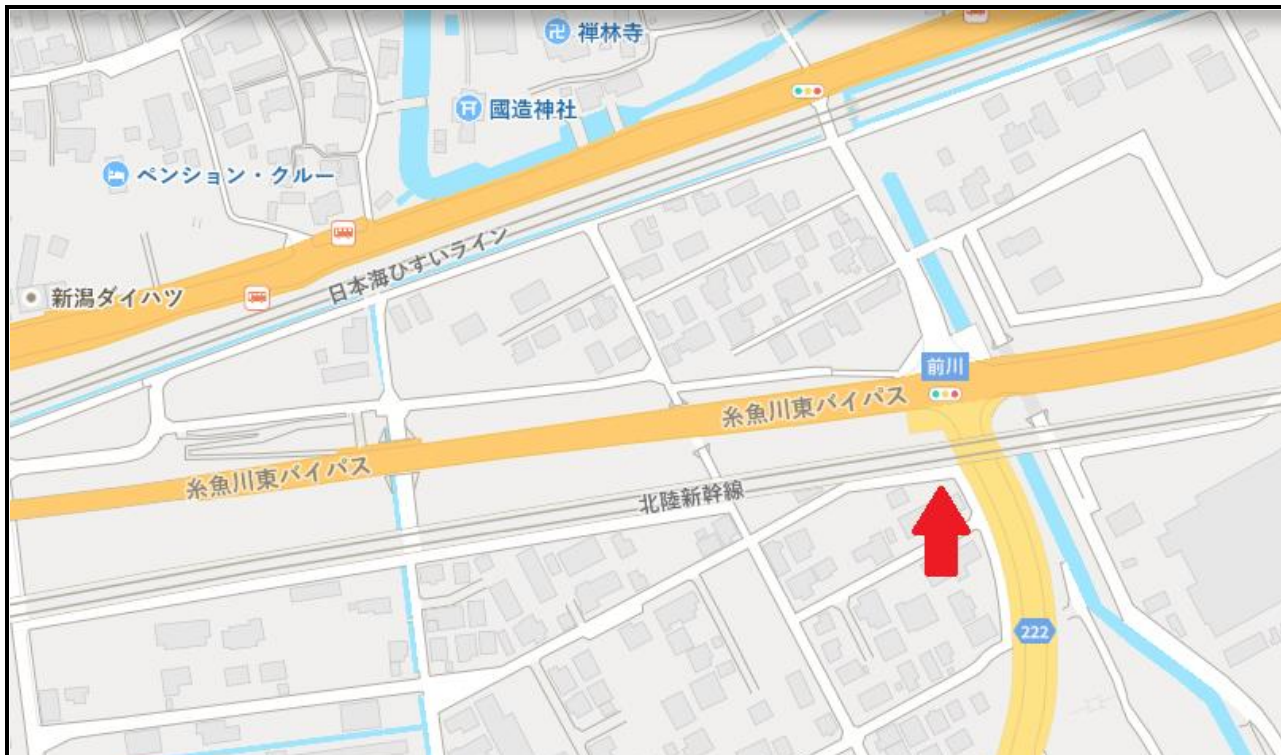 禅林寺
國造神社
ペンション・クルー
日本海ひすいライン
新潟ダイハツ
前川
糸魚川東バイパス
糸魚川東バイパス
北陸新幹線
222